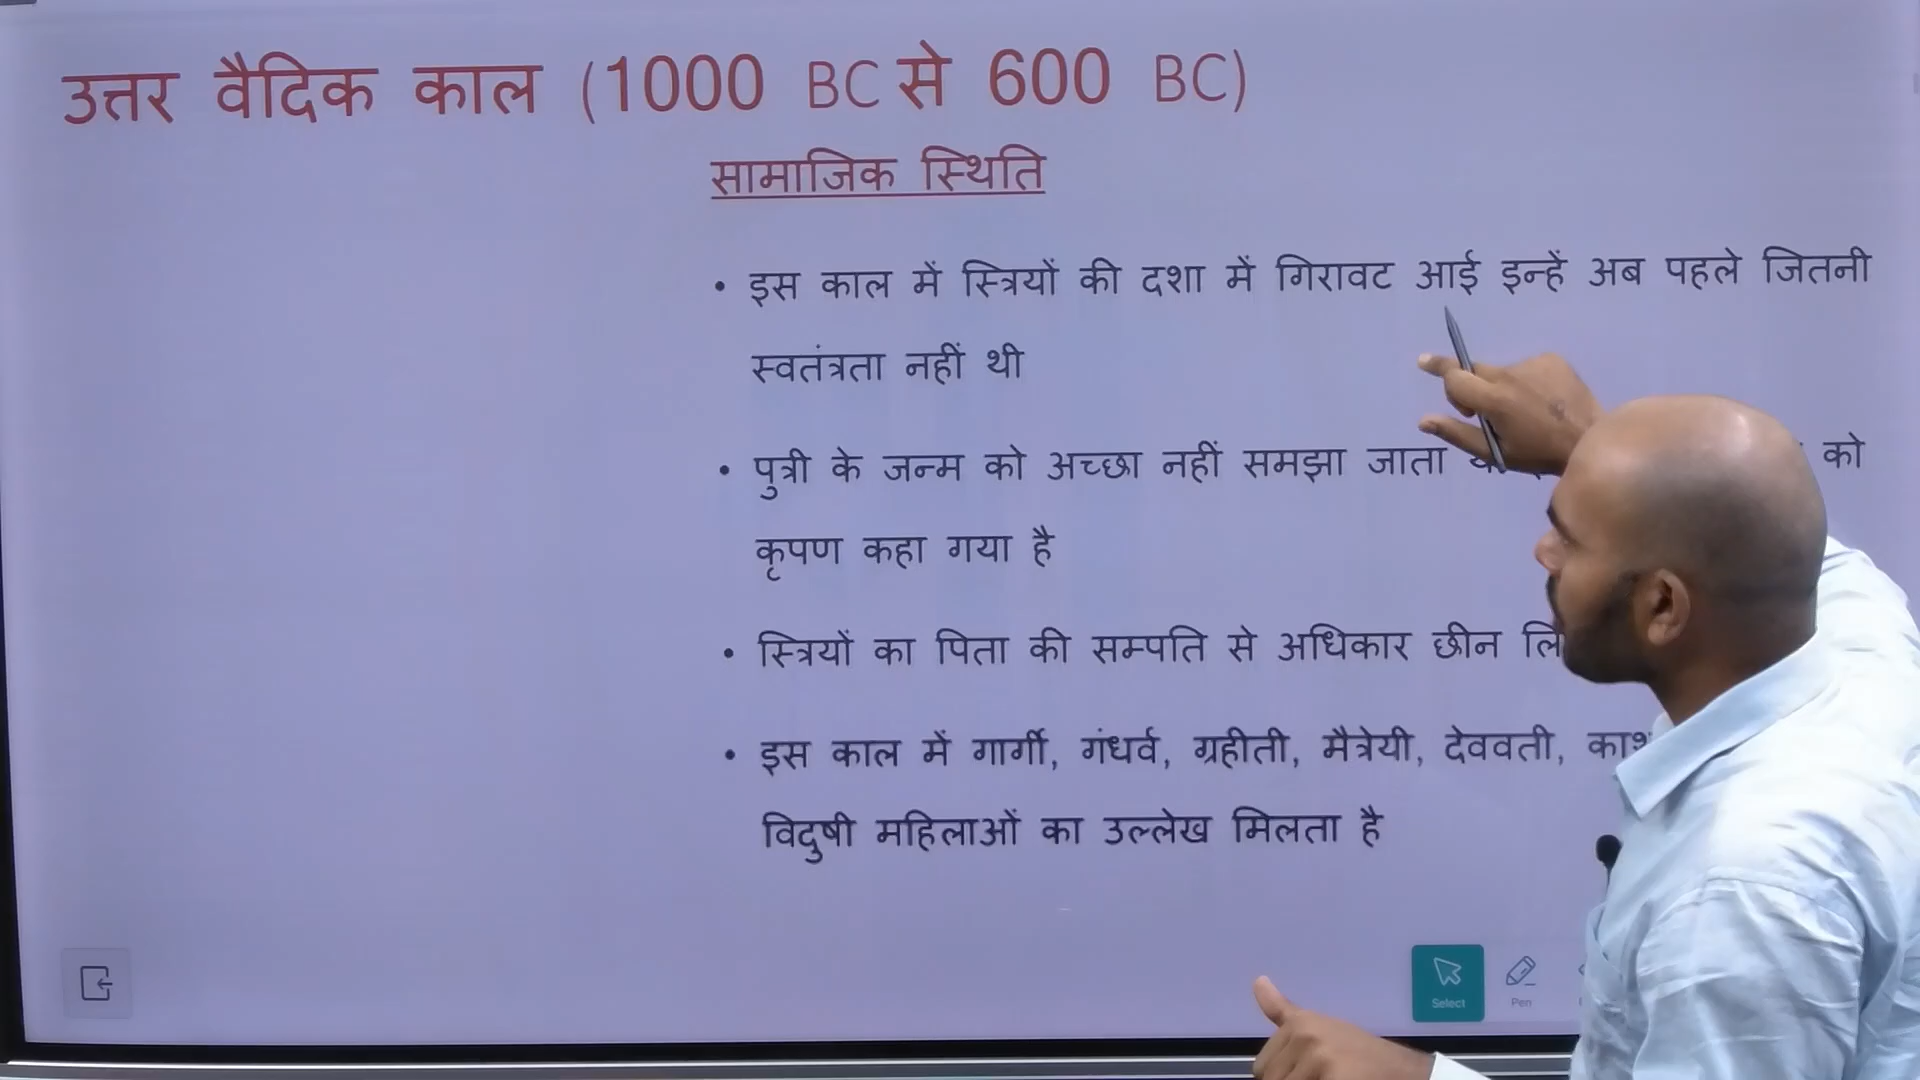 उत्तर वैदिक काल (1000 BC से 600 BC)
सामाजिक स्थिति
• इस काल में स्त्रियों की दशा में गिरावट आई इन्हें अब पहले जितनी
स्वतंत्रता नहीं थी
• पुत्री के जन्म को अच्छा नहीं समझा जाता को
कृपण कहा गया है
• स्त्रियों का पिता की सम्पति से अधिकार छीन
• इस काल में गार्गी, गंधर्व, ग्रहीती, मैत्रेयी, देववती,
विदुषी महिलाओं का उल्लेख मिलता है
Select
Pen